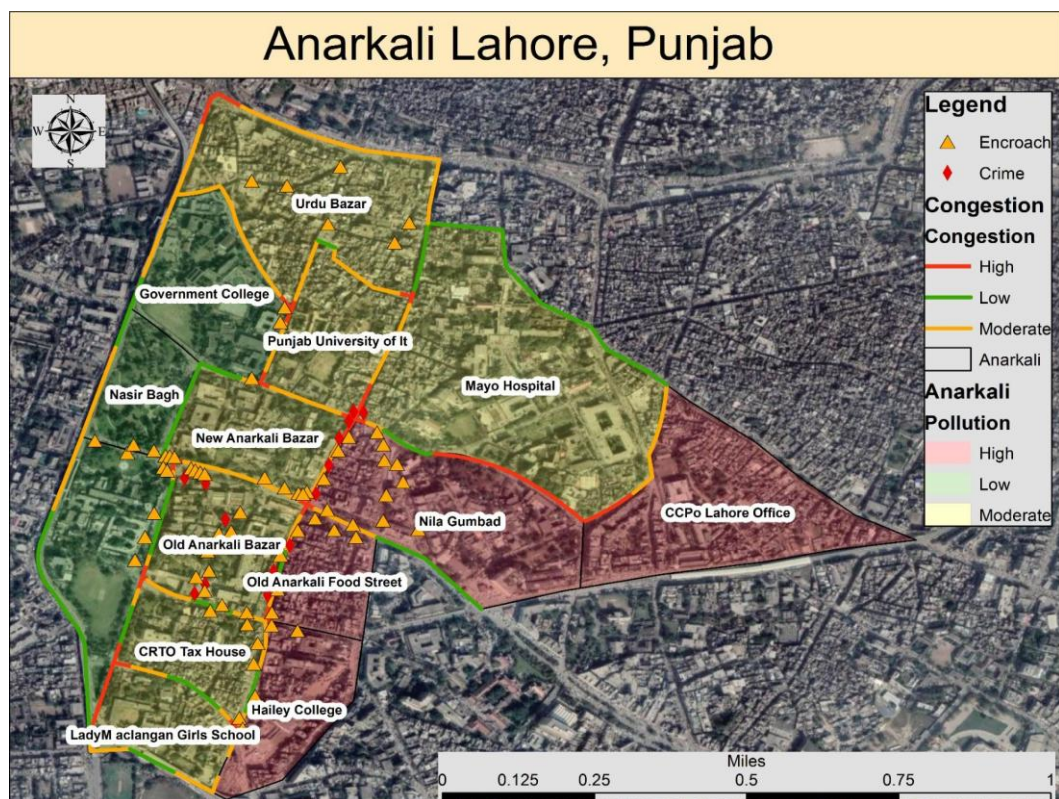 Anarkali Lahore, Punjab
N
W E
S
Legend
Encroach
Crime
Congestion
Congestion
High
Low
Moderate
Anarkali
Anarkali
Pollution
High
Low
Moderate
Urdu Bazar
Government College
Punjab University of It
Nasir Bagh
Mayo Hospital
New Anarkali Bazar
Nila Gumbad
CCPo Lahore Office
Old Anarkali Bazar
Old Anarkali Food Street
CRTO Tax House
Hailey College
LadyM aclangan Girls School
Miles
0 0.125 0.25 0.5 0.75 1